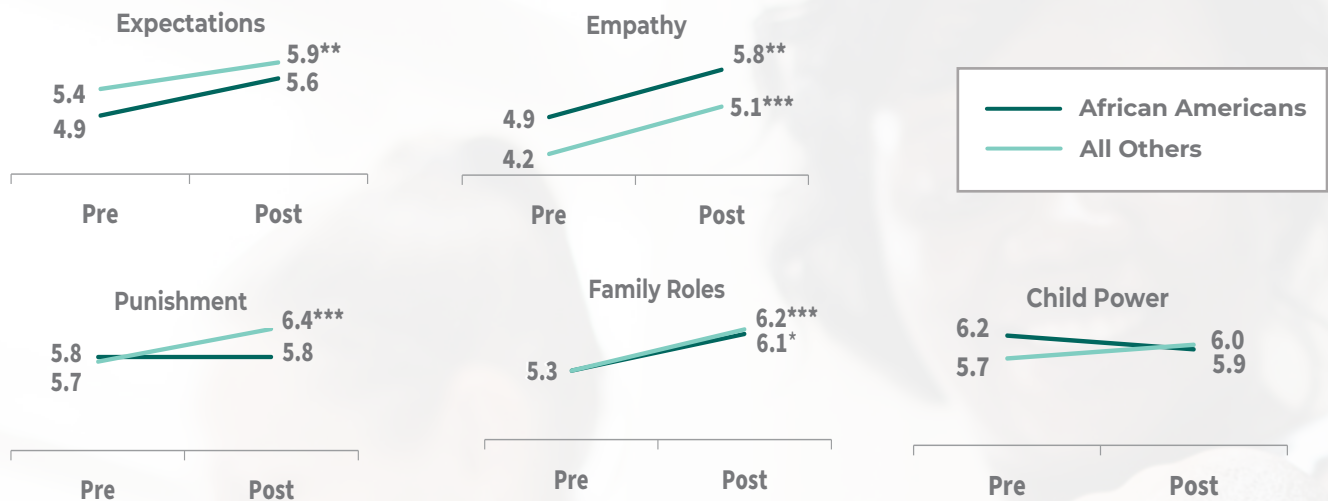 Expectations
5.9**
5.4
5.6
4.9
Pre Post
Empathy
5.8**
4.9
5.1***
4.2
Pre Post
African Americans
All Others
Punishment
6.4***
5.8
5.8
5.7
Pre Post
Family Roles
6.2***
6.1*
5.3
Pre Post
Child Power
6.2
6.0
5.7
5.9
Pre Post